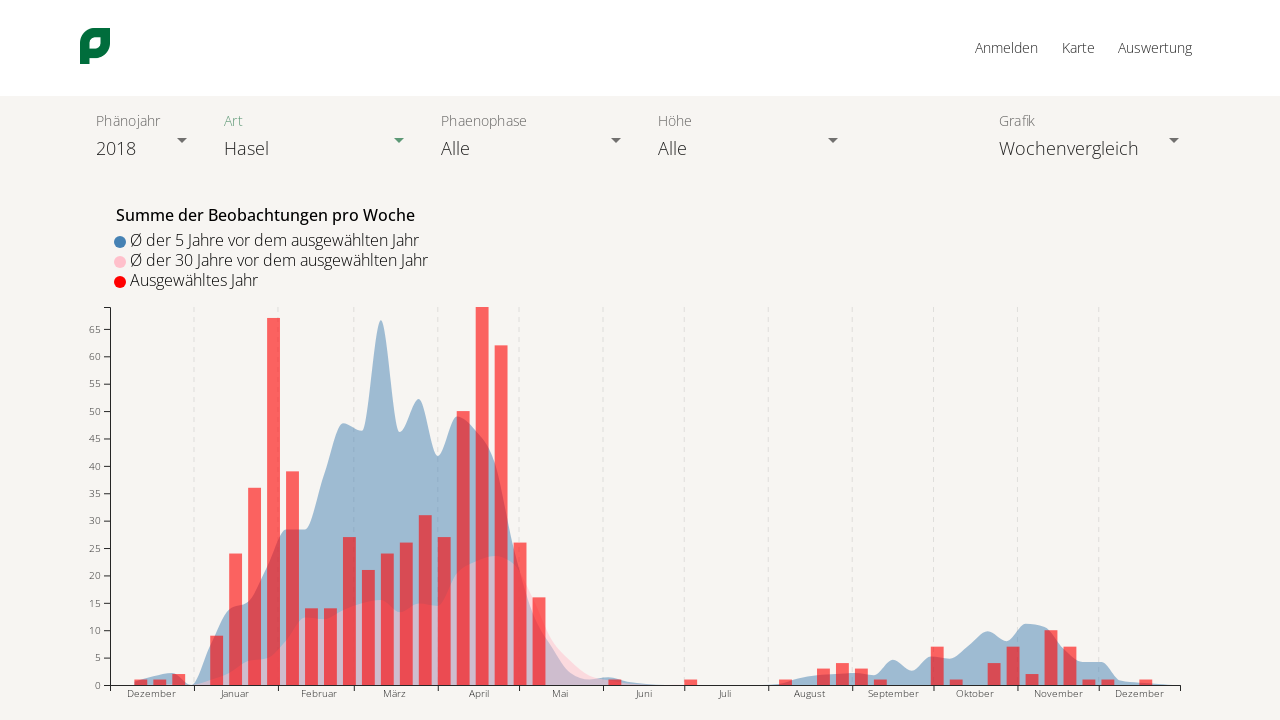 Anmelden Karte Auswertung
Phänojahr Art Phaenophase Höhe Grafik
2018 Hasel Alle Alle Wochenvergleich
Summe der Beobachtungen pro Woche
Ø der 5 Jahre vor dem ausgewählten Jahr
Ø der 30 Jahre vor dem ausgewählten Jahr
Ausgewähltes Jahr
65
60
55
50
45
40
35
30
25
20
15
10
5
0
Dezember Januar Februar März April Mai Juni Juli August September Oktober November Dezember